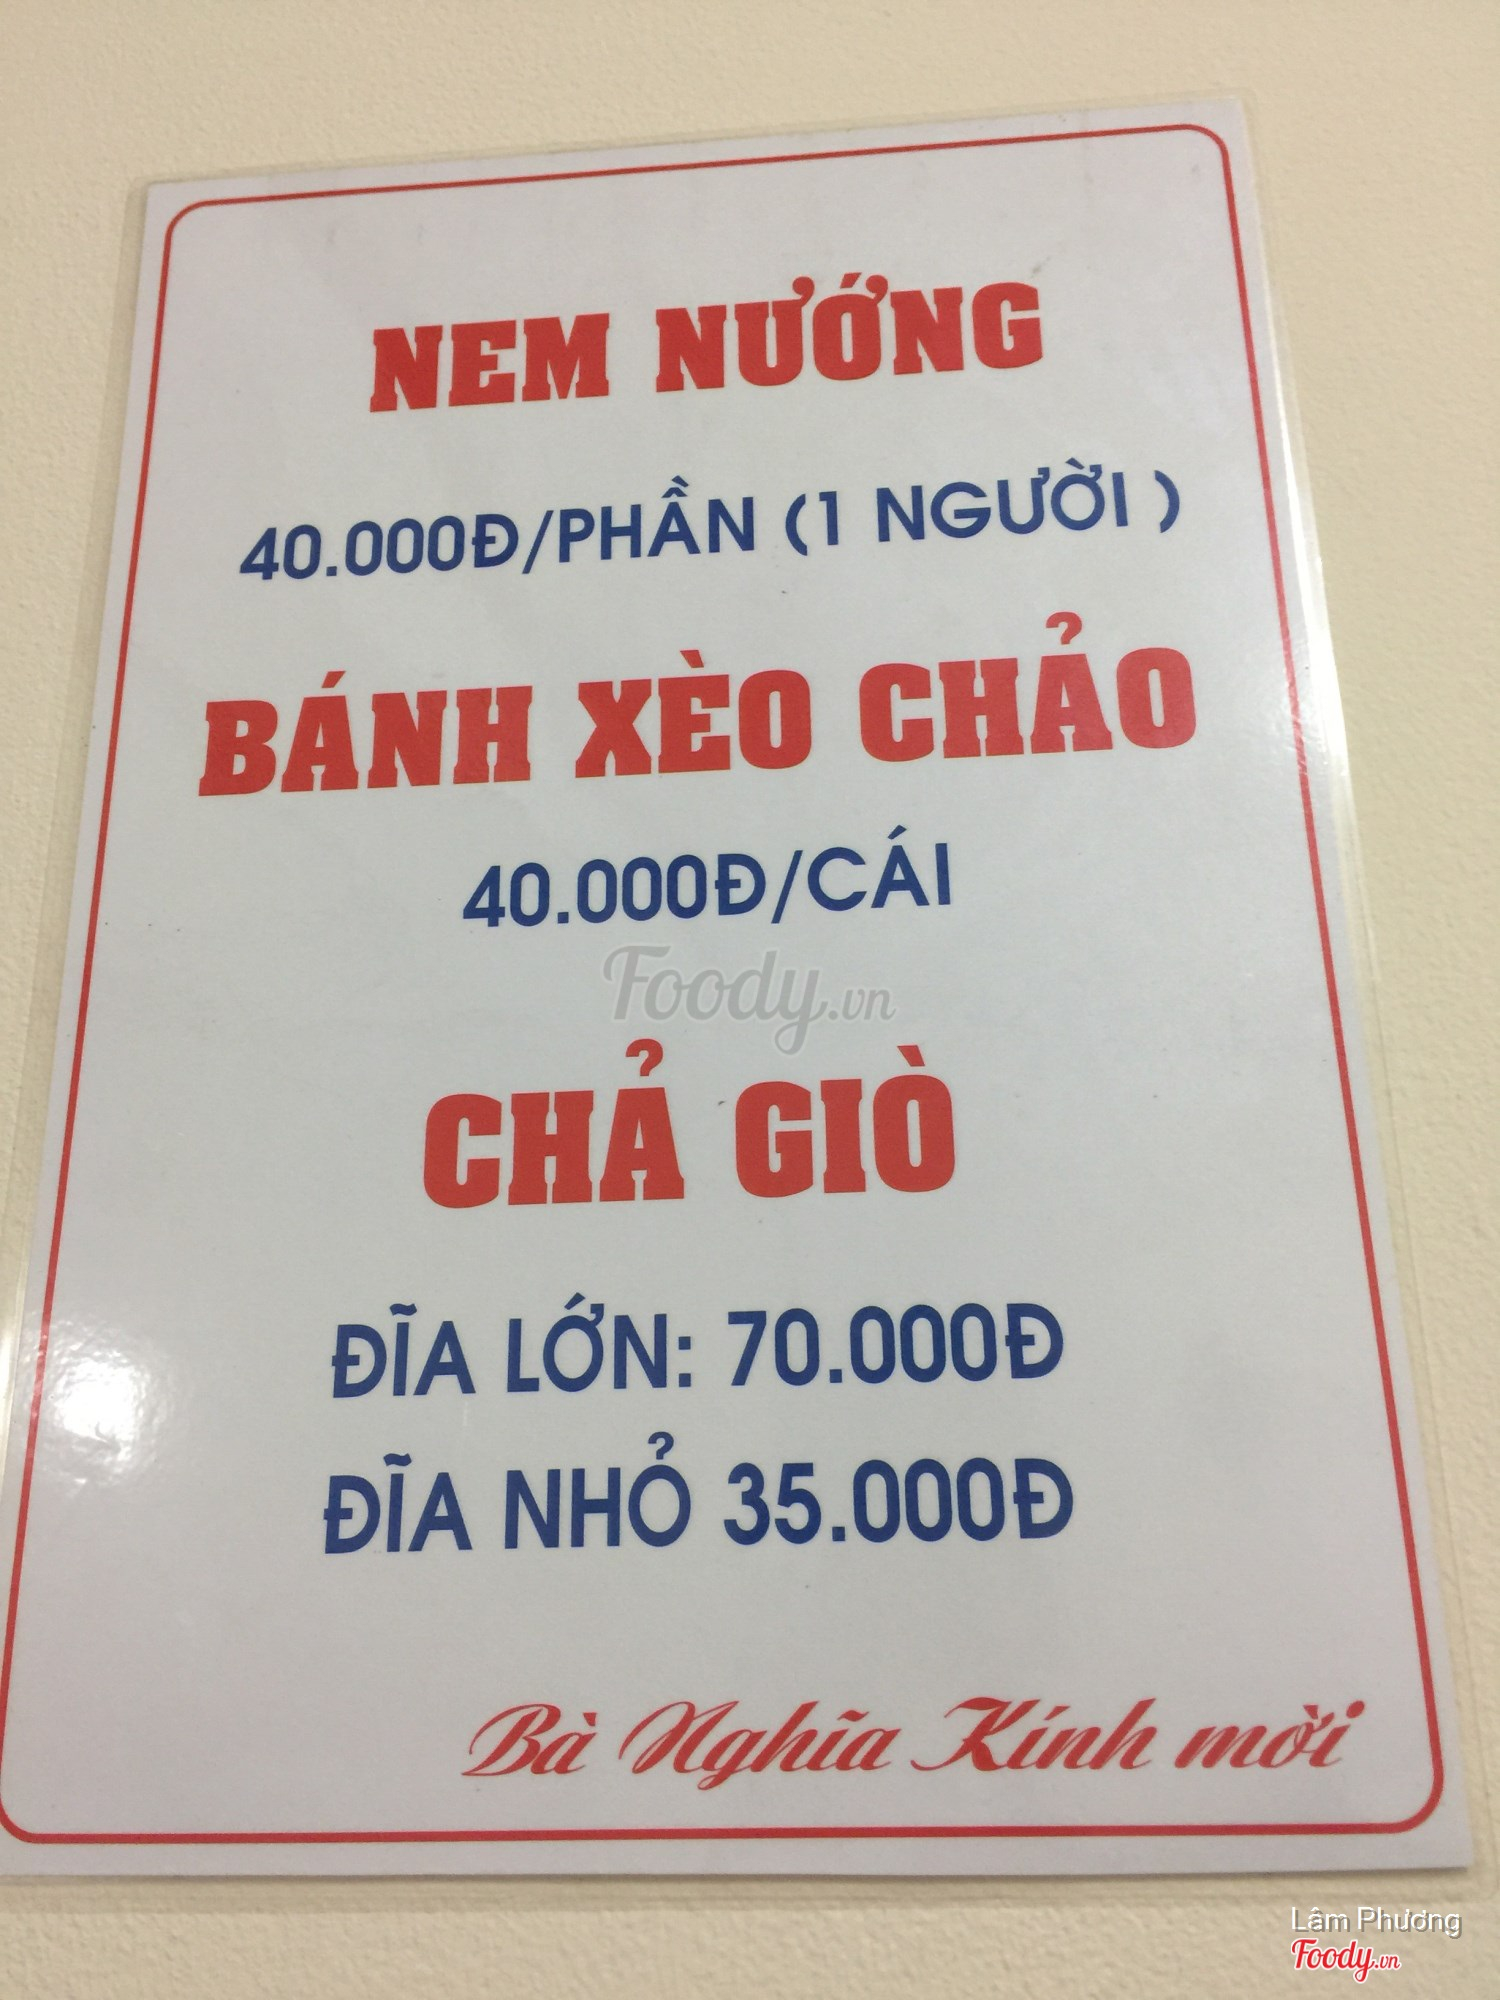 NEM NƯỚNG
40.000Đ/PHẦN (1 NGƯỜI )
BÁNH XÈO CHẢO
40.000Đ/CÁI
Foody.vn
CHẢ GIÒ
ĐĨA LỚN: 70.000Đ
ĐĨA NHỎ 35.000Đ
Bà Nghĩa Kính mời
Lâm Phương
Foody.vn